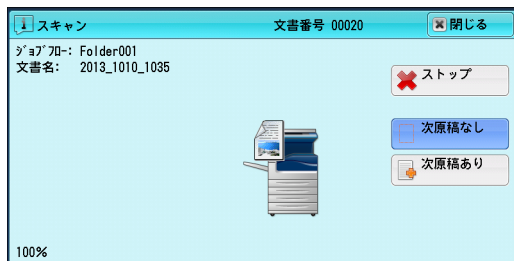 スキャン 文書番号 00020 閉じる
ｼﾞｮﾌﾞﾌﾛｰ: Folder001
文書名: 2013_1010_1035
ストップ
次原稿なし
次原稿あり
100%